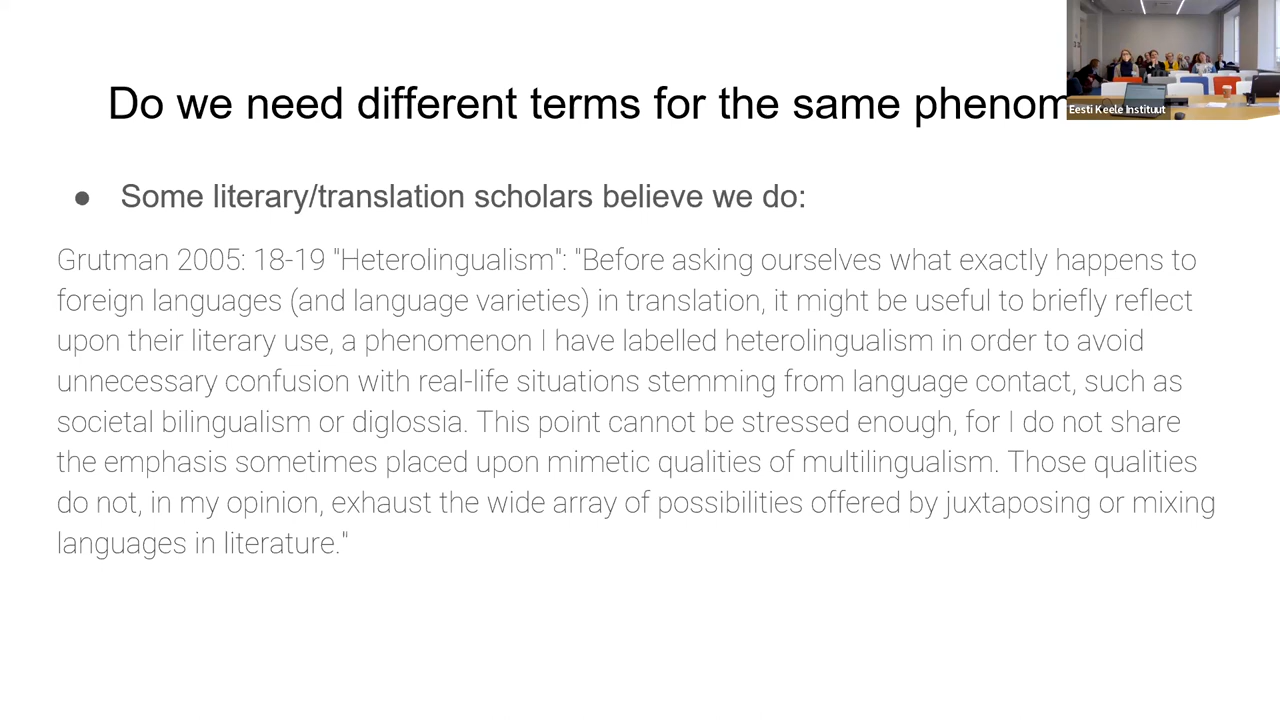 Do we need different terms for the same phenom
Eesti Keele Instituut
● Some literary/translation scholars believe we do:
Grutman 2005: 18-19 "Heterolingualism": "Before asking ourselves what exactly happens to
foreign languages (and language varieties) in translation, it might be useful to briefly reflect
upon their literary use, a phenomenon I have labelled heterolingualism in order to avoid
unnecessary confusion with real-life situations stemming from language contact, such as
societal bilingualism or diglossia. This point cannot be stressed enough, for I do not share
the emphasis sometimes placed upon mimetic qualities of multilingualism. Those qualities
do not, in my opinion, exhaust the wide array of possibilities offered by juxtaposing or mixing
languages in literature."